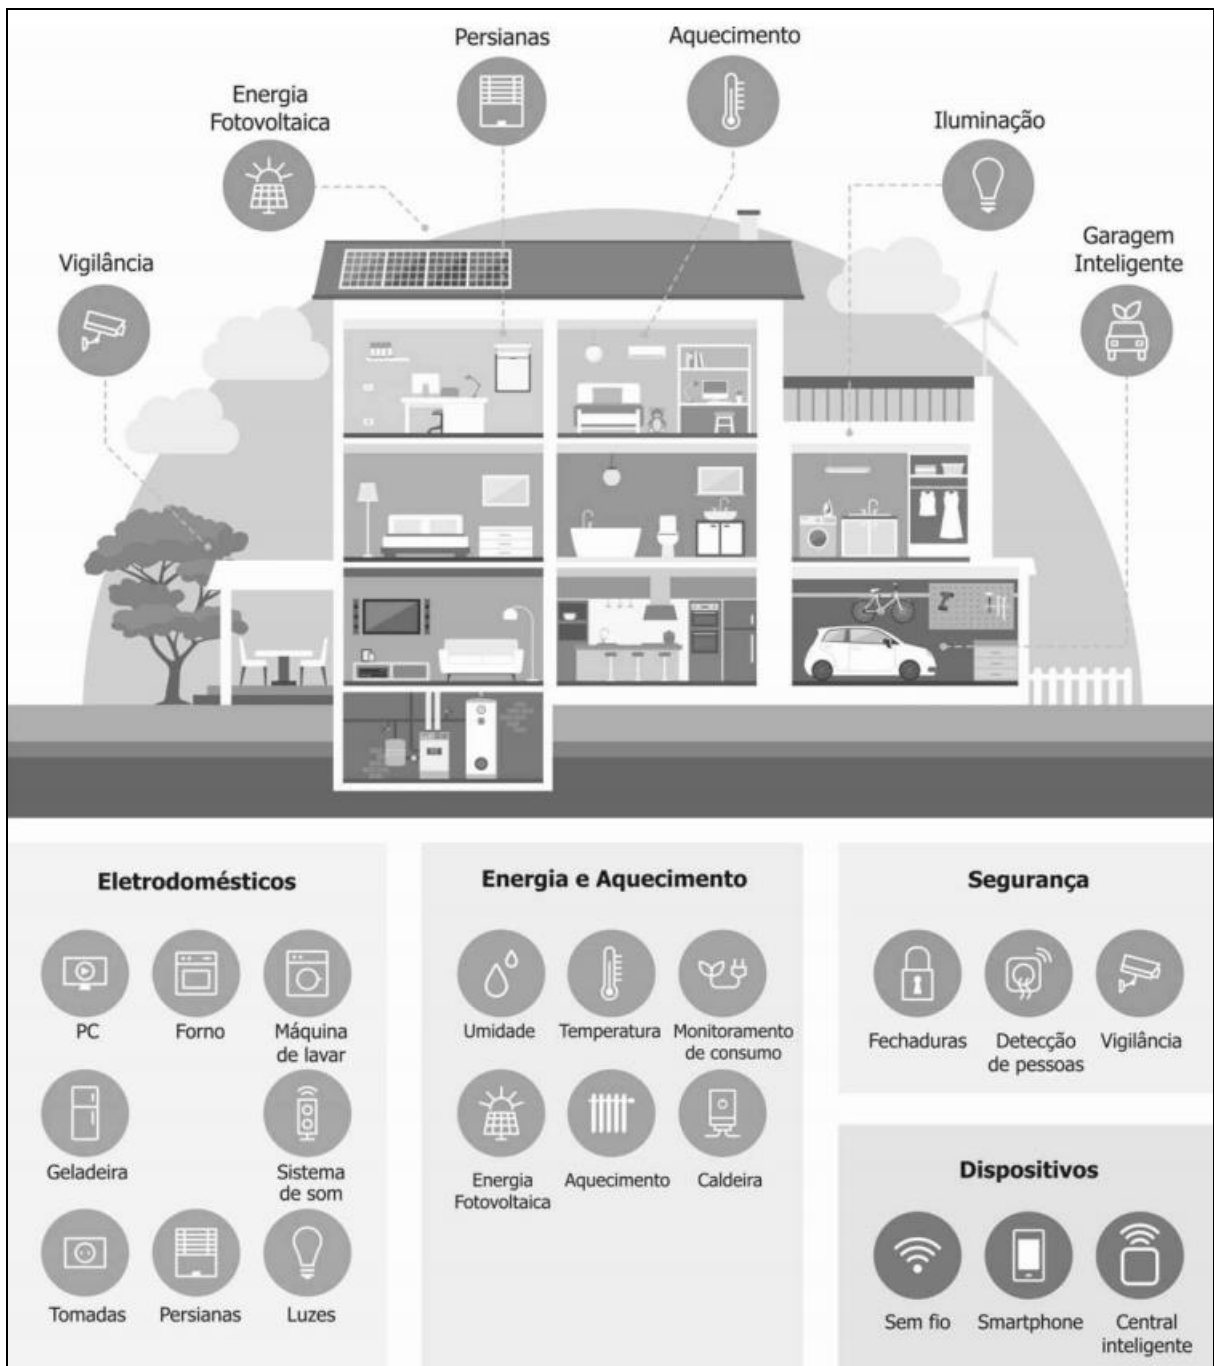 Persianas
Aquecimento
Energia
Fotovoltaica
Iluminação
Garagem
Inteligente
Vigilância
Eletrodomésticos
PC
Forno
Máquina
de lavar
Geladeira
Sistema
de som
Tomadas
Persianas
Luzes
Energia e Aquecimento
Umidade
Temperatura
Monitoramento
de consumo
Energia
Fotovoltaica
Aquecimento
Caldeira
Segurança
Fechaduras
Detecção
de pessoas
Vigilância
Dispositivos
Sem fio
Smartphone
Central
inteligente